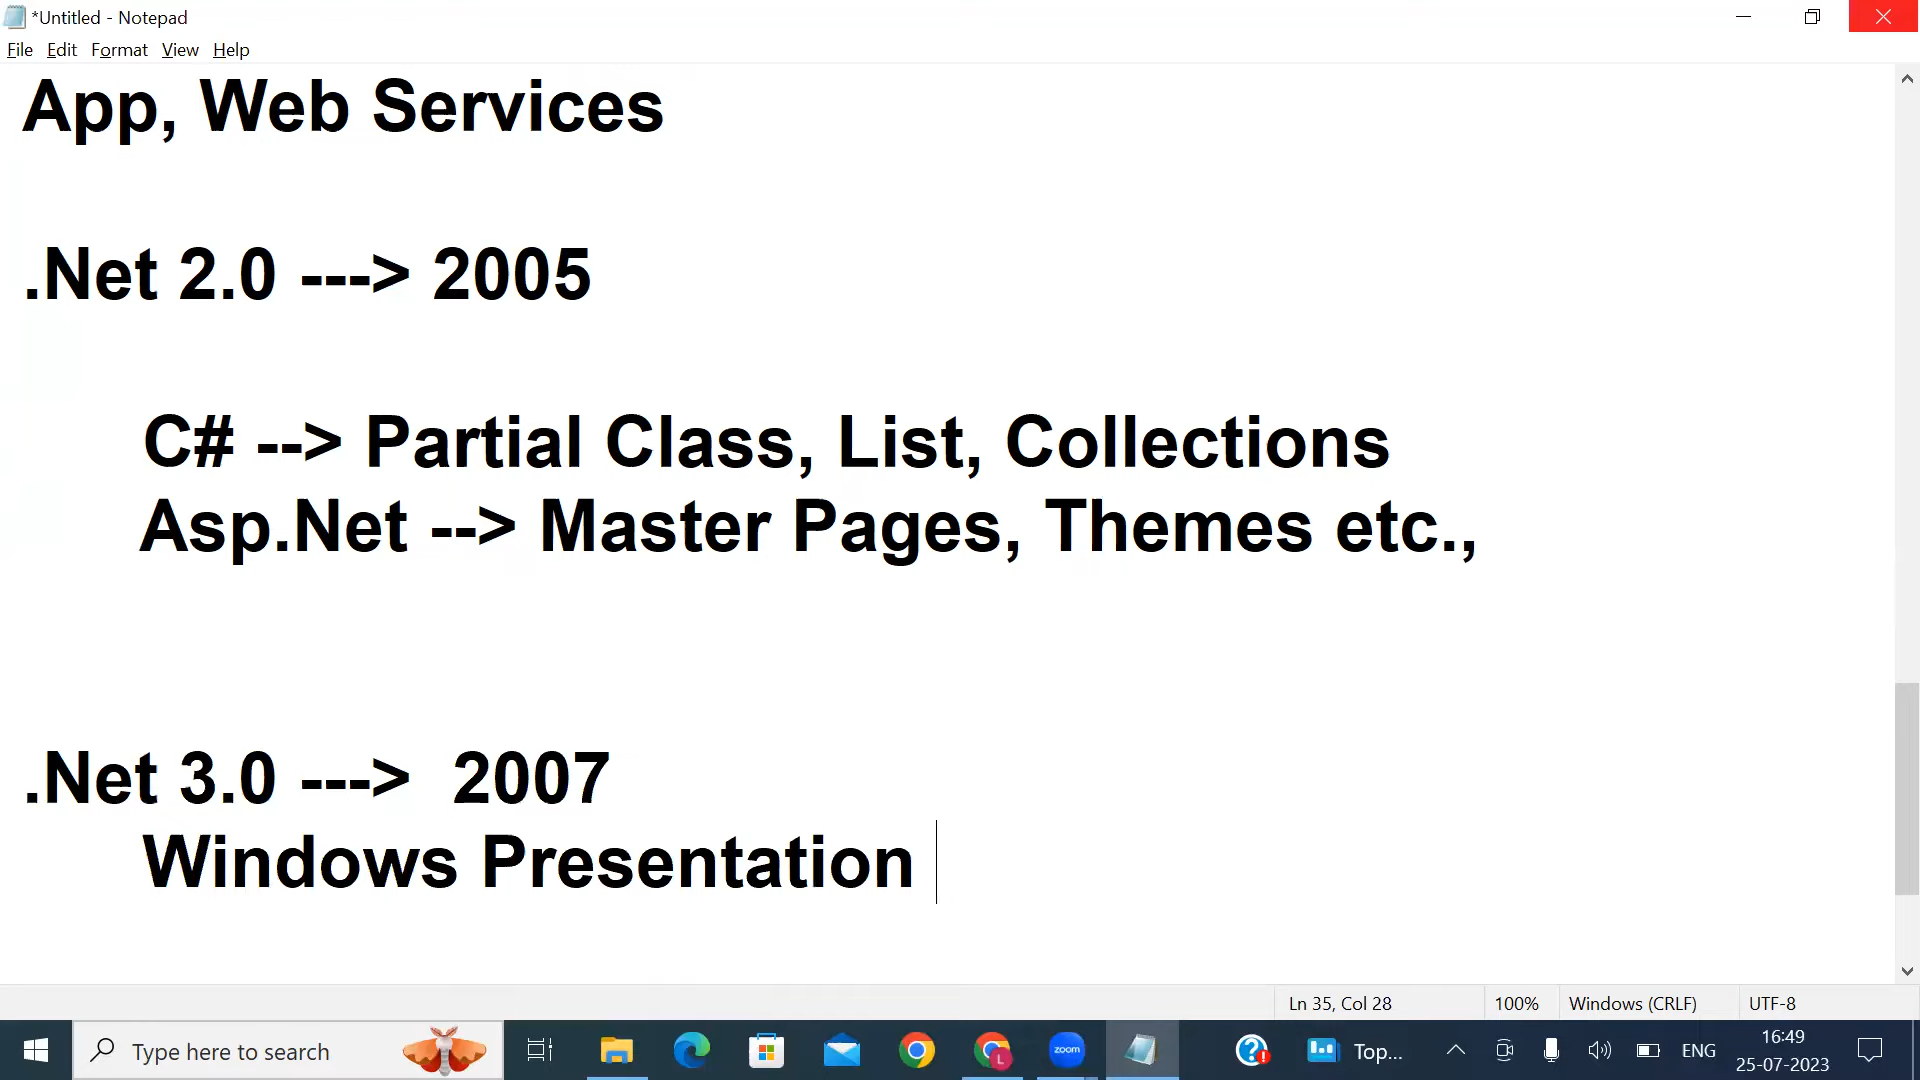 *Untitled - Notepad
File Edit Format View Help
App, Web Services
.Net 2.0 ---> 2005
C# --> Partial Class, List, Collections
Asp.Net --> Master Pages, Themes etc.,
.Net 3.0 --->  2007
Windows Presentation
Ln 35, Col 28 100% Windows (CRLF) UTF-8
Type here to search zoom L Top... ENG 16:49
25-07-2023